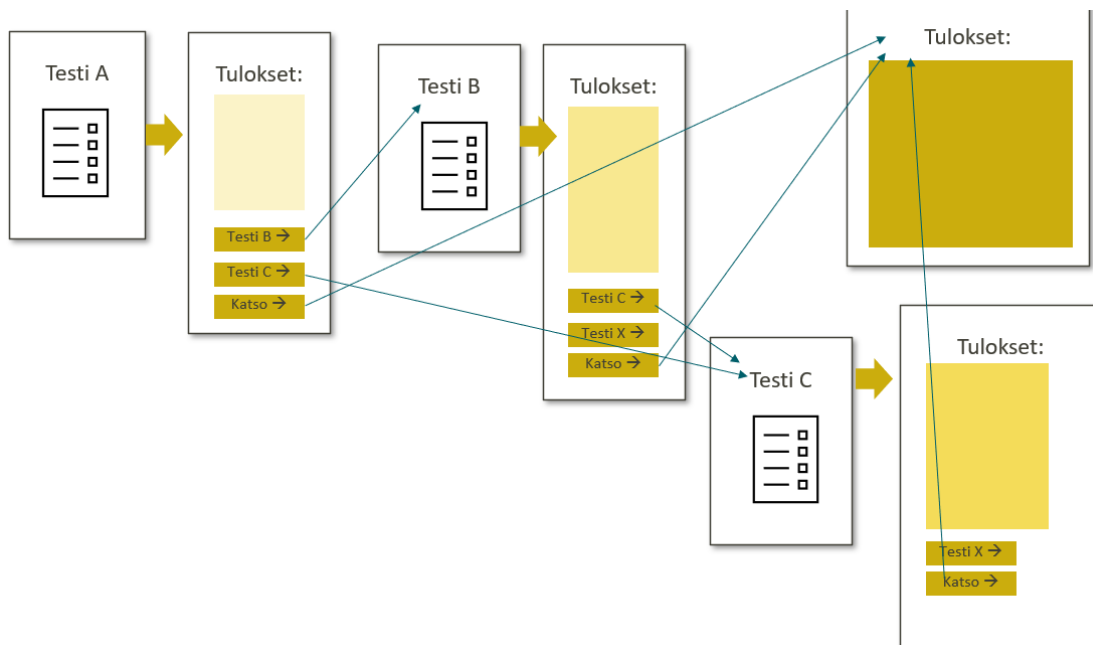 Testi A
Tulokset:
Testi B →
Testi C →
Katso →
Testi B
Tulokset:
Testi C →
Testi X →
Katso →
Tulokset:
Testi C
Tulokset:
Testi X →
Katso →